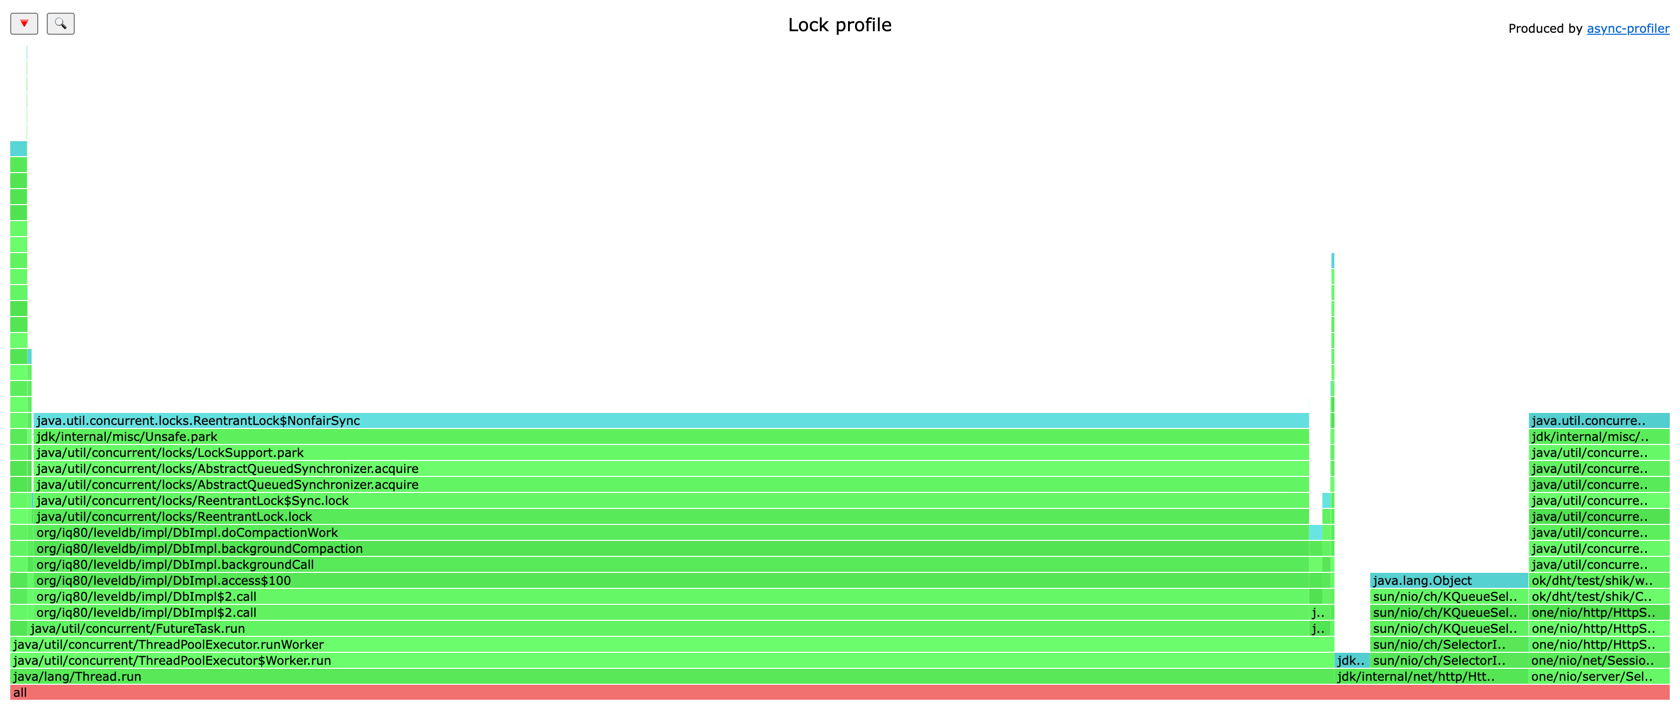 🔻 🔍 Lock profile Produced by async-profiler
java.util.concurrent.locks.ReentrantLock$NonfairSync java.util.concurre..
jdk/internal/misc/Unsafe.park jdk/internal/misc/..
java/util/concurrent/locks/LockSupport.park java/util/concurre..
java/util/concurrent/locks/AbstractQueuedSynchronizer.acquire java/util/concurre..
java/util/concurrent/locks/AbstractQueuedSynchronizer.acquire java/util/concurre..
java/util/concurrent/locks/ReentrantLock$Sync.lock java/util/concurre..
java/util/concurrent/locks/ReentrantLock.lock java/util/concurre..
org/iq80/leveldb/impl/DbImpl.doCompactionWork java/util/concurre..
org/iq80/leveldb/impl/DbImpl.backgroundCompaction java/util/concurre..
org/iq80/leveldb/impl/DbImpl.backgroundCall java/util/concurre..
org/iq80/leveldb/impl/DbImpl.access$100 java.lang.Object ok/dht/test/shik/w..
org/iq80/leveldb/impl/DbImpl$2.call sun/nio/ch/KQueueSel.. ok/dht/test/shik/C..
org/iq80/leveldb/impl/DbImpl$2.call j.. sun/nio/ch/KQueueSel.. one/nio/http/HttpS..
java/util/concurrent/FutureTask.run j.. sun/nio/ch/KQueueSel.. one/nio/http/HttpS..
java/util/concurrent/ThreadPoolExecutor.runWorker sun/nio/ch/SelectorI.. one/nio/http/HttpS..
java/util/concurrent/ThreadPoolExecutor$Worker.run jdk.. sun/nio/ch/SelectorI.. one/nio/net/Sessio..
java/lang/Thread.run jdk/internal/net/http/Htt.. one/nio/server/Sel..
all